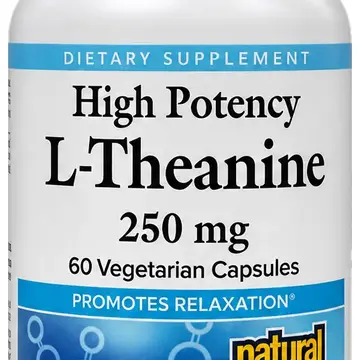 DIETARY SUPPLEMENT
High Potency
L-Theanine
250 mg
60 Vegetarian Capsules
PROMOTES RELAXATION®
natural